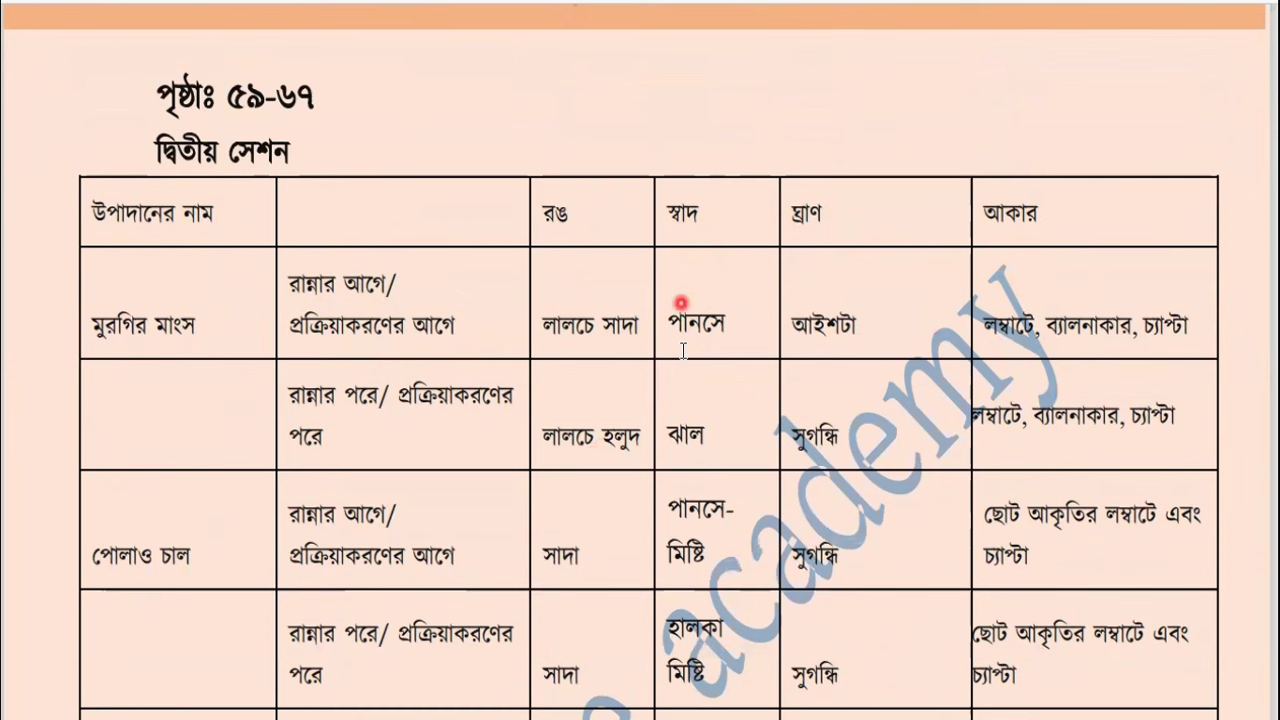 পৃষ্ঠাঃ ৫৯-৬৭
দ্বিতীয় সেশন
উপাদানের নাম রঙ স্বাদ ঘ্রাণ আকার
রান্নার আগে/
মুরগির মাংস প্রক্রিয়াকরণের আগে লালচে সাদা পানসে আইশটা লম্বাটে, ব্যালনাকার, চ্যাপ্টা
রান্নার পরে/ প্রক্রিয়াকরণের
পরে লালচে হলুদ ঝাল সুগন্ধি লম্বাটে, ব্যালনাকার, চ্যাপ্টা
রান্নার আগে/ পানসে- ছোট আকৃতির লম্বাটে এবং
পোলাও চাল প্রক্রিয়াকরণের আগে সাদা মিষ্টি সুগন্ধি চ্যাপ্টা
রান্নার পরে/ প্রক্রিয়াকরণের হালকা ছোট আকৃতির লম্বাটে এবং
পরে সাদা মিষ্টি সুগন্ধি চ্যাপ্টা
academy